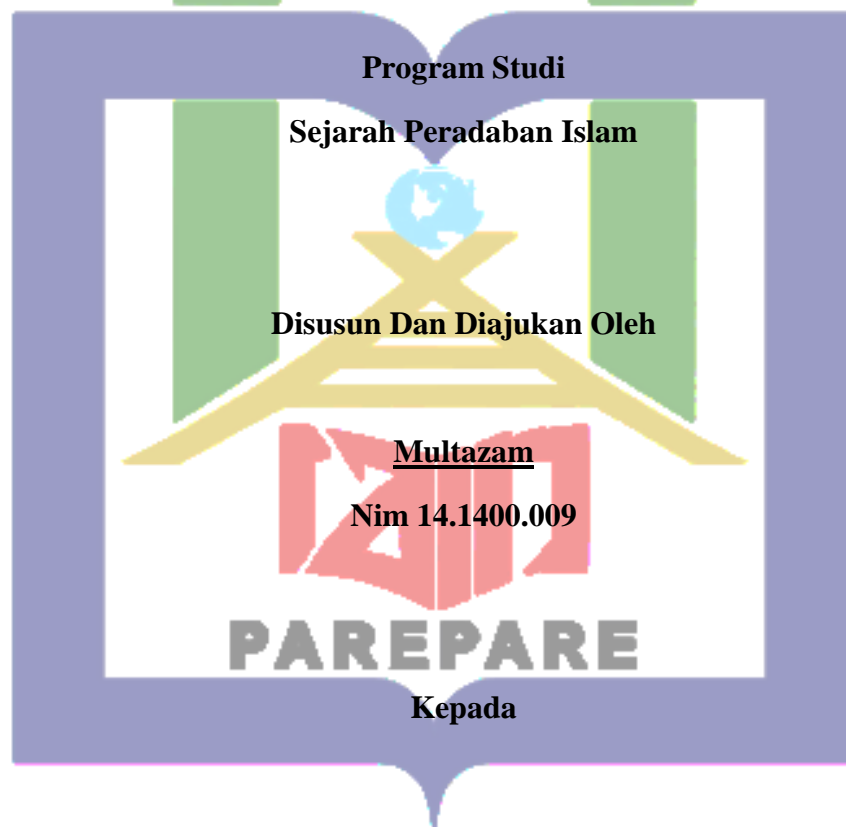 Program Studi
Sejarah Peradaban Islam
Disusun Dan Diajukan Oleh
Multazam
Nim 14.1400.009
PAREPARE
Kepada